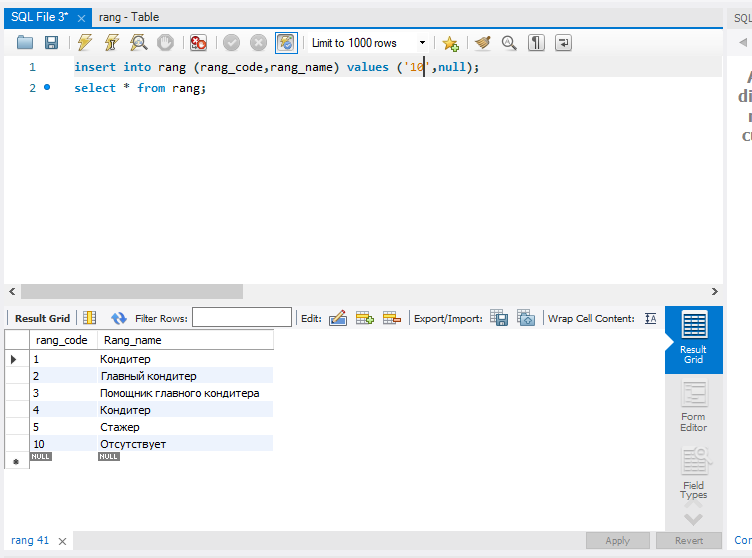 SQL File 3* × rang - Table SQL
Limit to 1000 rows
1 insert into rang (rang_code,rang_name) values ('10',null);
2 select * from rang;
Result Grid Filter Rows: Edit: Export/Import: Wrap Cell Content:
rang_code Rang_name
1 Кондитер
2 Главный кондитер
3 Помощник главного кондитера
4 Кондитер
5 Стажер
10 Отсутствует
NULL NULL
Result
Grid
Form
Editor
Field
Types
rang 41 × Apply Revert